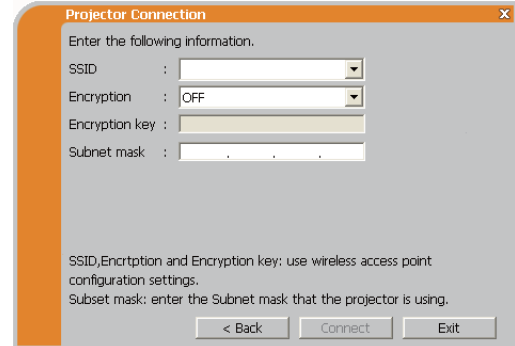 Projector Connection X
Enter the following information.
SSID :
Encryption : OFF
Encryption key :
Subnet mask : . . .
SSID,Encrtption and Encryption key: use wireless access point
configuration settings.
Subset mask: enter the Subnet mask that the projector is using.
< Back Connect Exit